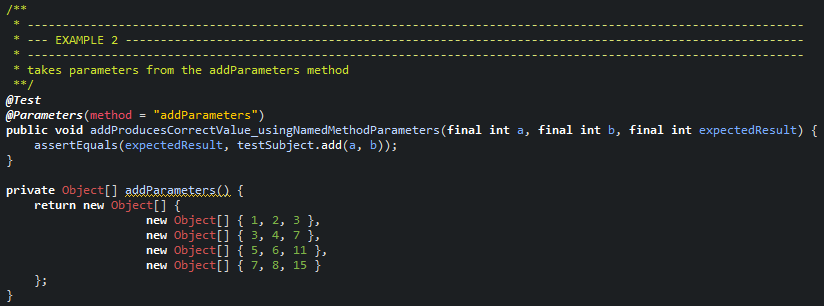 /**
 * ---------------------------------------------------------------------------------------------------------------
 * --- EXAMPLE 2 -------------------------------------------------------------------------------------------------
 * ---------------------------------------------------------------------------------------------------------------
 * takes parameters from the addParameters method
 **/
@Test
@Parameters(method = "addParameters")
public void addProducesCorrectValue_usingNamedMethodParameters(final int a, final int b, final int expectedResult) {
    assertEquals(expectedResult, testSubject.add(a, b));
}

private Object[] addParameters() {
    return new Object[] {
                    new Object[] { 1, 2, 3 },
                    new Object[] { 3, 4, 7 },
                    new Object[] { 5, 6, 11 },
                    new Object[] { 7, 8, 15 }
    };
}